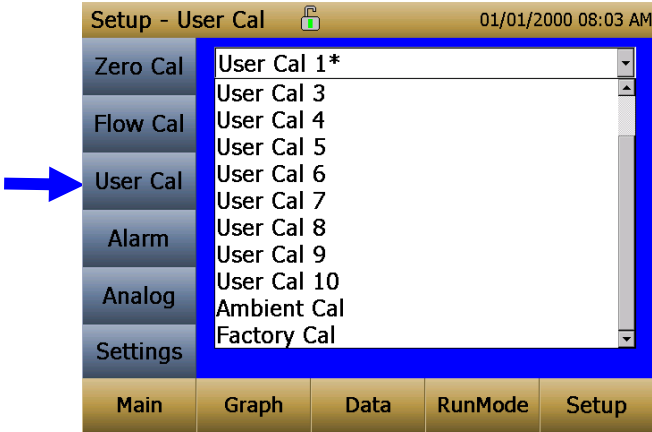 Setup - User Cal 01/01/2000 08:03 AM
Zero Cal
Flow Cal
User Cal
Alarm
Analog
Settings
User Cal 1*
User Cal 3
User Cal 4
User Cal 5
User Cal 6
User Cal 7
User Cal 8
User Cal 9
User Cal 10
Ambient Cal
Factory Cal
Main Graph Data RunMode Setup